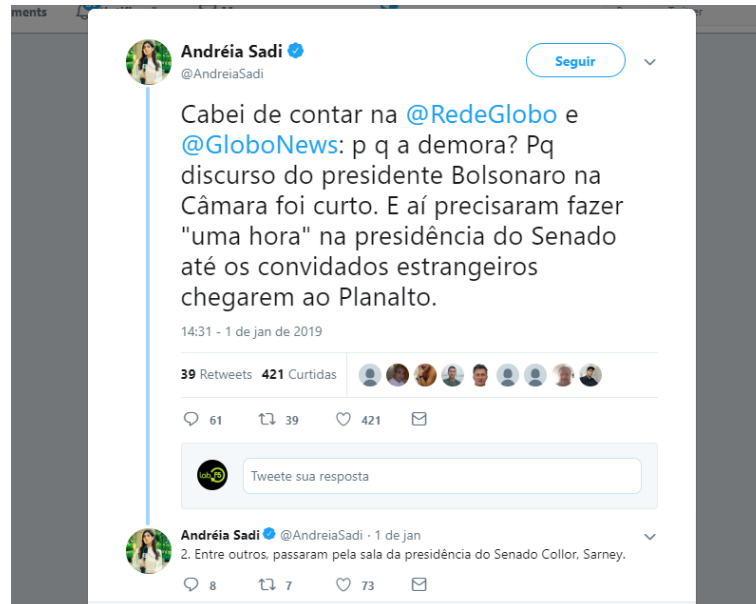 ments
Andréia Sadi
@AndreiaSadi
Seguir
Cabei de contar na @RedeGlobo e
@GloboNews: p q a demora? Pq
discurso do presidente Bolsonaro na
Câmara foi curto. E aí precisaram fazer
"uma hora" na presidência do Senado
até os convidados estrangeiros
chegarem ao Planalto.
14:31 - 1 de jan de 2019
39 Retweets 421 Curtidas
61 39 421
lab F5
Tweete sua resposta
Andréia Sadi @AndreiaSadi · 1 de jan
2. Entre outros, passaram pela sala da presidência do Senado Collor, Sarney.
8 7 73